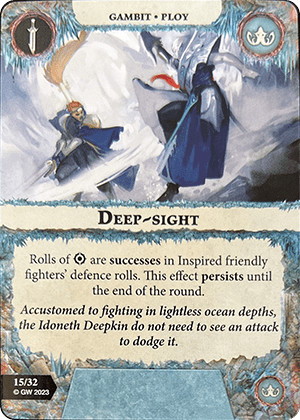 GAMBIT • PLOY
DEEP-SIGHT
Rolls of are successes in Inspired friendly
fighters' defence rolls. This effect persists until
the end of the round.
Accustomed to fighting in lightless ocean depths,
the Idoneth Deepkin do not need to see an attack
to dodge it.
15/32
© GW 2023